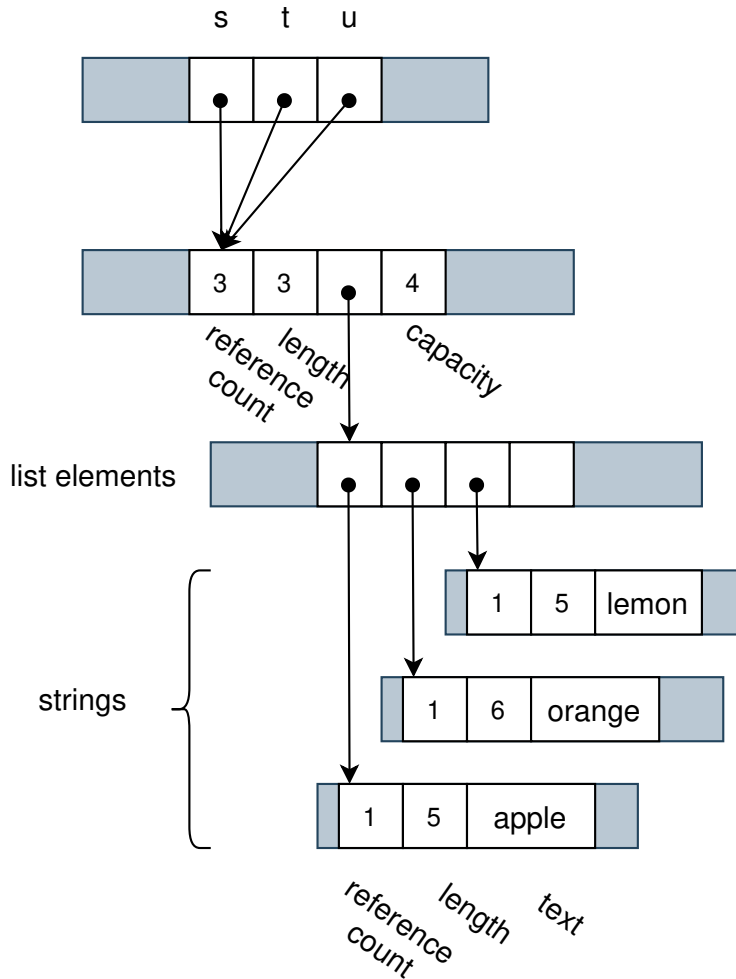 s t u
3 3 4
reference
count
length
capacity
list elements
1 5 lemon
strings
1 6 orange
1 5 apple
reference
count
length
text